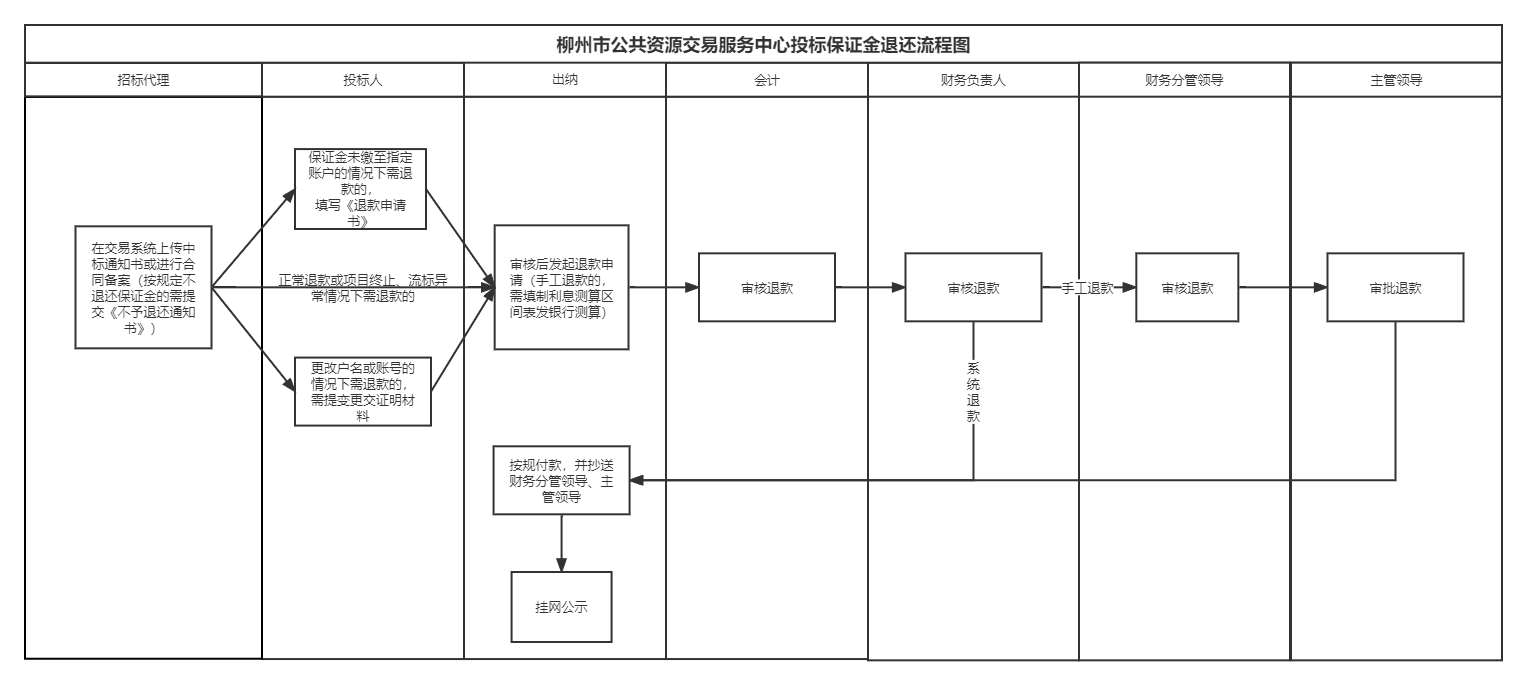 柳州市公共资源交易服务中心投标保证金退还流程图
招标代理
投标人
出纳
会计
财务负责人
财务分管领导
主管领导
在交易系统上传中
标通知书或进行合
同备案（按规定不
退还保证金的需提
交《不予退还通知
书》）
保证金未缴至指定
账户的情况下需退
款的，
填写《退款申请
书》
正常退款或项目终止、流标异
常情况下需退款的
更改户名或账号的
情况下需退款的，
需提变更交证明材
料
审核后发起退款申
请（手工退款的，
需填制利息测算区
间表发银行测算）
审核退款
审核退款
手工退款
审核退款
审批退款
系
统
退
款
按规付款，并抄送
财务分管领导、主
管领导
挂网公示